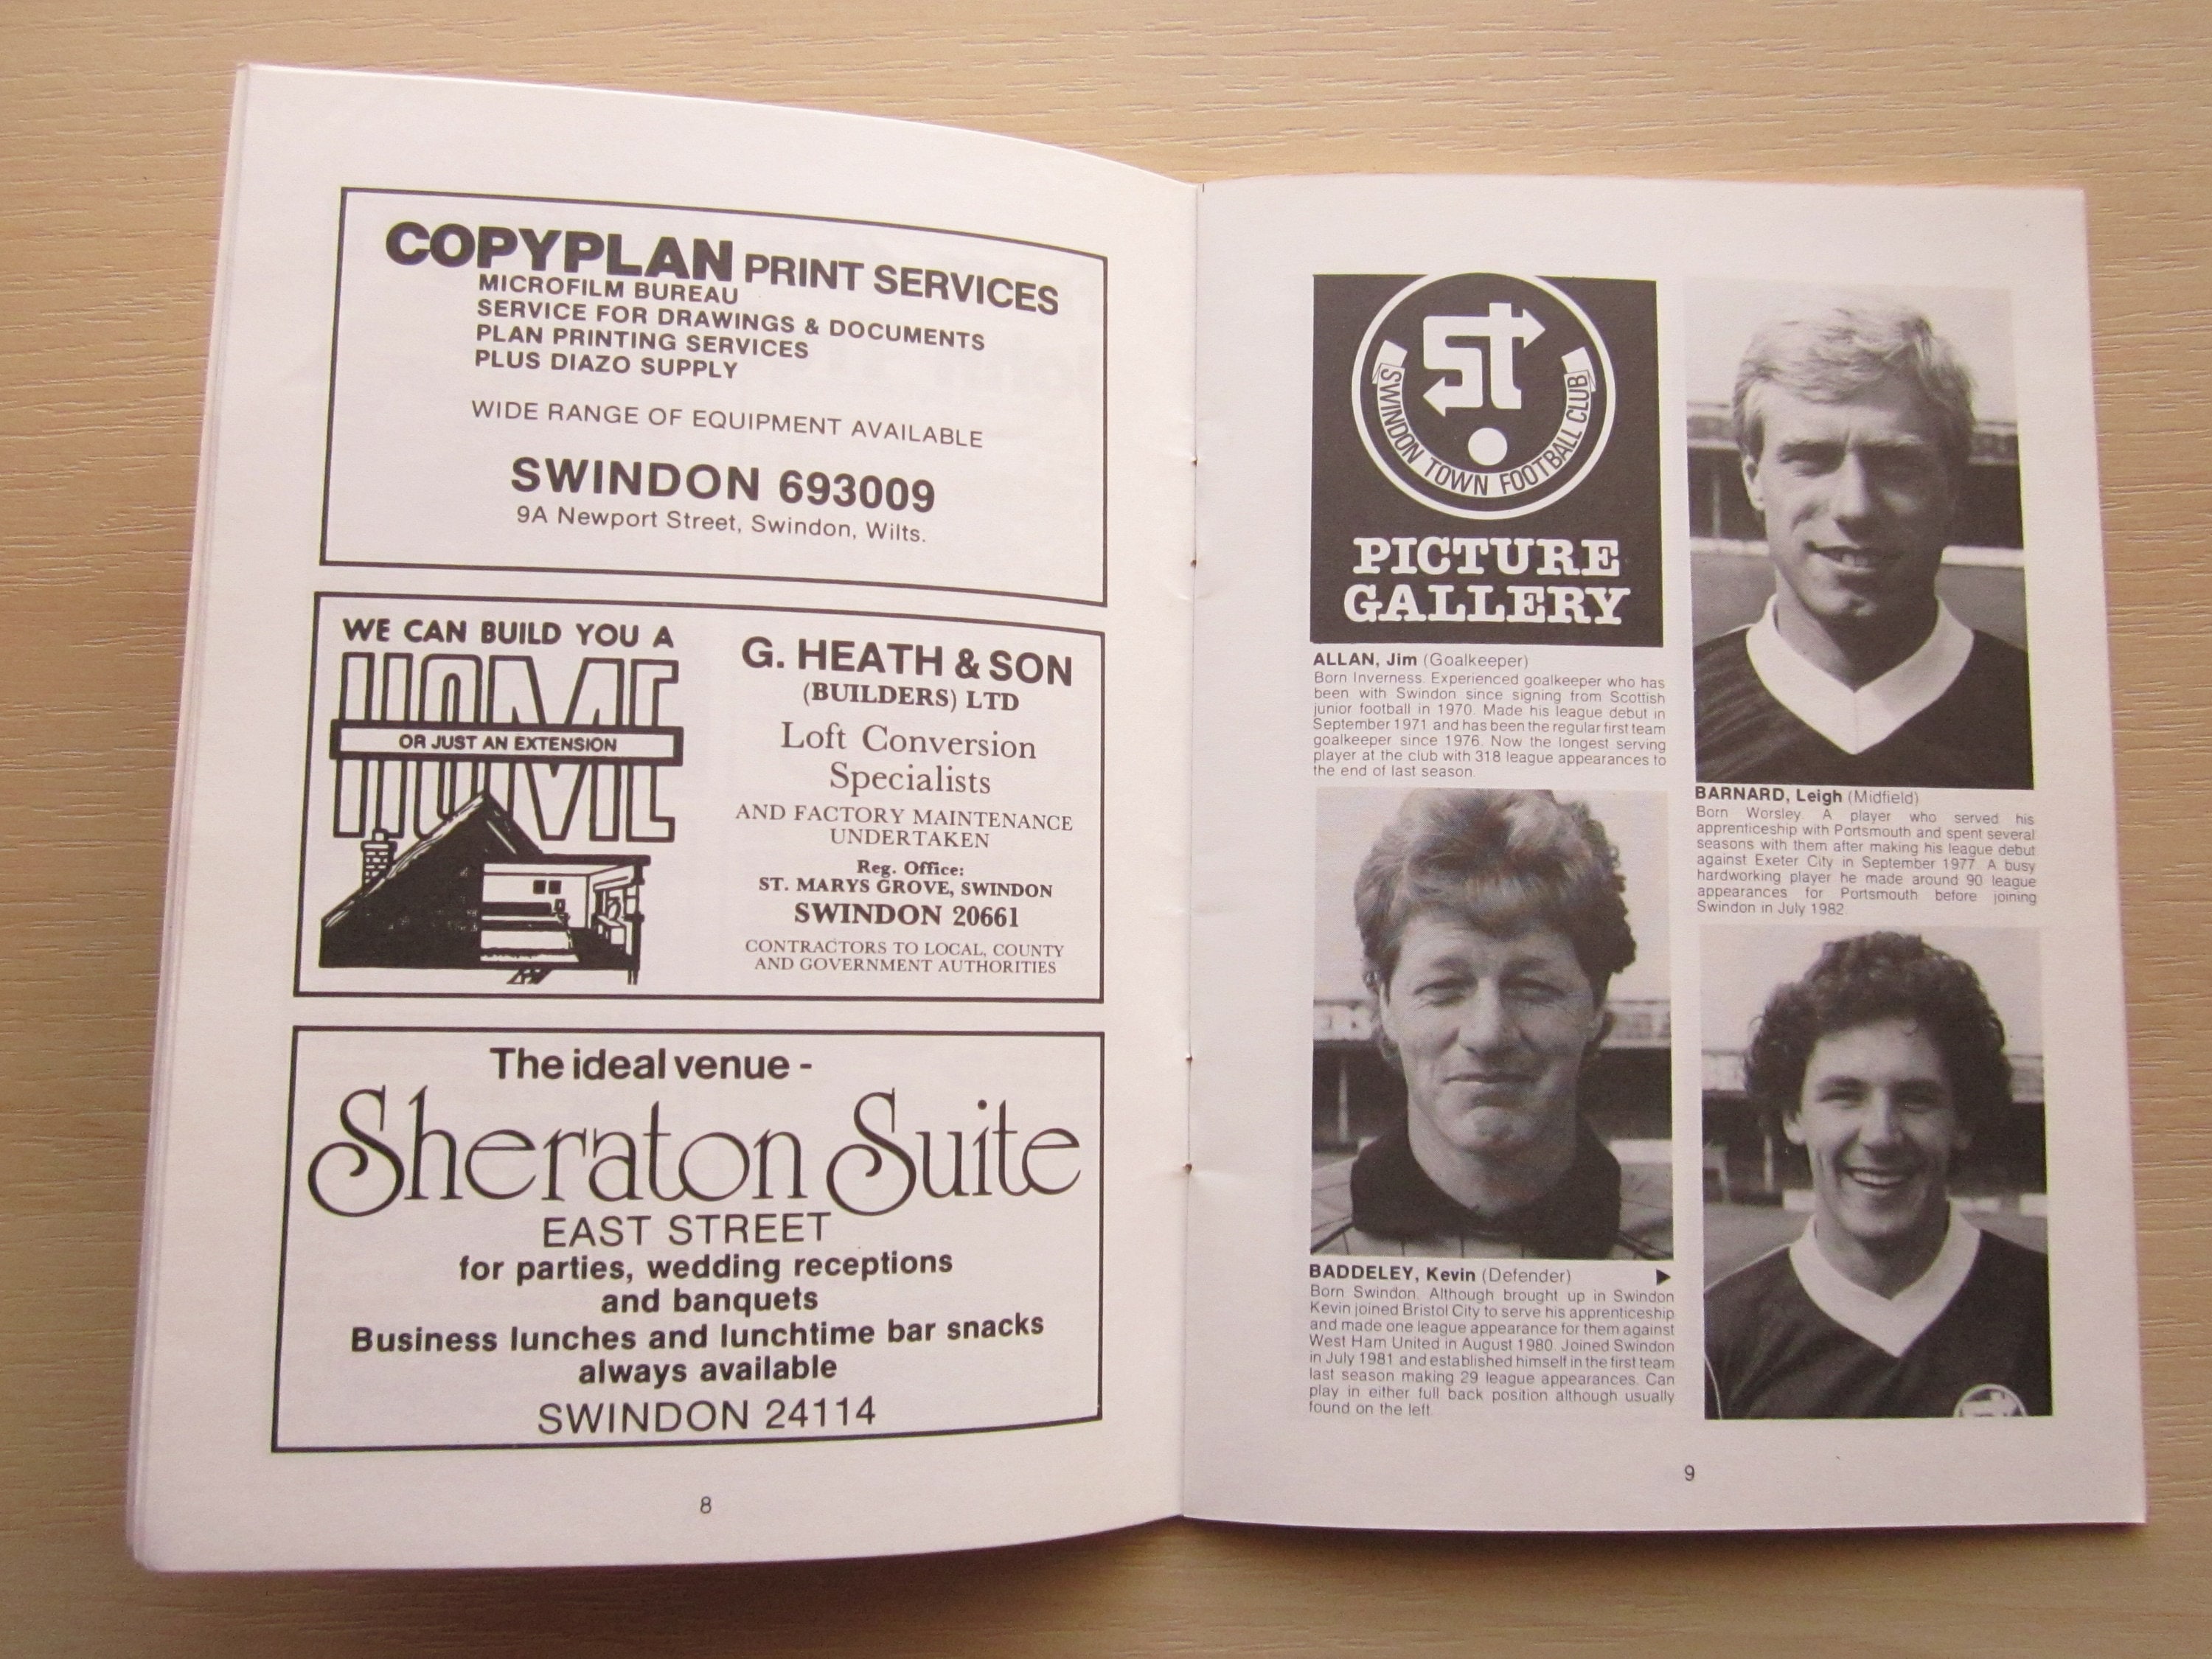 COPYPLAN PRINT SERVICES
MICROFILM BUREAU
SERVICE FOR DRAWINGS & DOCUMENTS
PLAN PRINTING SERVICES
PLUS DIAZO SUPPLY
WIDE RANGE OF EQUIPMENT AVAILABLE
SWINDON 693009
9A Newport Street, Swindon, Wilts.
WE CAN BUILD YOU A
HOME
OR JUST AN EXTENSION
G. HEATH & SON
(BUILDERS) LTD
Loft Conversion
Specialists
AND FACTORY MAINTENANCE
UNDERTAKEN
Reg. Office:
ST. MARYS GROVE, SWINDON
SWINDON 20661
CONTRACTORS TO LOCAL, COUNTY
AND GOVERNMENT AUTHORITIES
The ideal venue -
Sheraton Suite
EAST STREET
for parties, wedding receptions
and banquets
Business lunches and lunchtime bar snacks
always available
SWINDON 24114
8
ST
SWINDON TOWN FOOTBALL CLUB
PICTURE
GALLERY
ALLAN, Jim (Goalkeeper)
Born Inverness. Experienced goalkeeper who has
been with Swindon since signing from Scottish
junior football in 1970. Made his league debut in
September 1971 and has been the regular first team
goalkeeper since 1976. Now the longest serving
player at the club with 318 league appearances to
the end of last season.
BADDELEY, Kevin (Defender)
Born Swindon. Although brought up in Swindon
Kevin joined Bristol City to serve his apprenticeship
and made one league appearance for them against
West Ham United in August 1980. Joined Swindon
in July 1981 and established himself in the first team
last season making 29 league appearances. Can
play in either full back position although usually
found on the left.
BARNARD, Leigh (Midfield)
Born Worsley. A player who served his
apprenticeship with Portsmouth and spent several
seasons with them after making his league debut
against Exeter City in September 1977. A busy
hardworking player he made around 90 league
appearances for Portsmouth before joining
Swindon in July 1982.
9